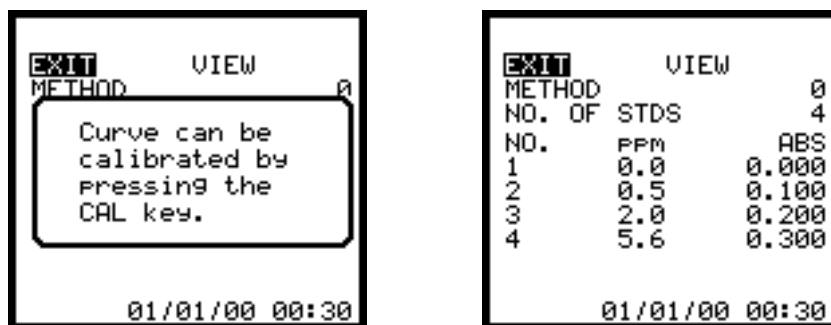 EXIT VIEW
METHOD 0
Curve can be
calibrated by
pressing the
CAL key.
01/01/00 00:30
EXIT VIEW
METHOD 0
NO. OF STDS 4
NO. PPM ABS
1 0.0 0.000
2 0.5 0.100
3 2.0 0.200
4 5.6 0.300
01/01/00 00:30